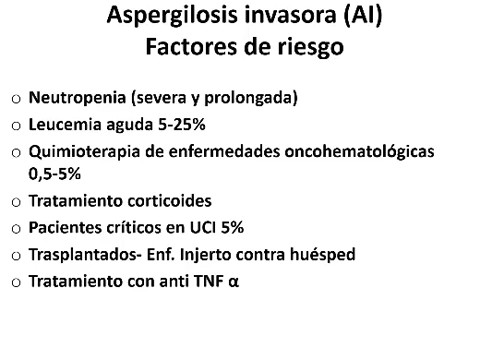 Aspergilosis invasora (AI)
Factores de riesgo
o Neutropenia (severa y prolongada)
o Leucemia aguda 5-25%
o Quimioterapia de enfermedades oncohematológicas
0,5-5%
o Tratamiento corticoides
o Pacientes críticos en UCI 5%
o Trasplantados- Enf. Injerto contra huésped
o Tratamiento con anti TNF α